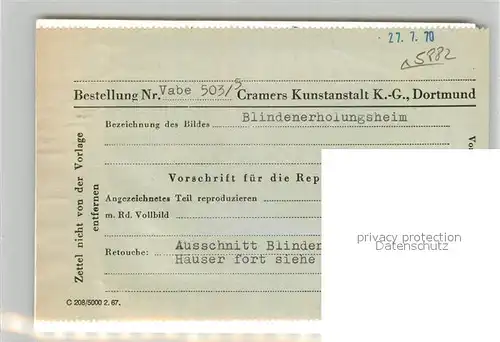 27. 7. 70
a5882
Bestellung Nr. Vabe 503/5 Cramers Kunstanstalt K.-G., Dortmund
Bezeichnung des Bildes Blindenerholungsheim
Vorschrift für die Rep
Angezeichnetes Teil reproduzieren
m. Rd. Vollbild
Retouche: Ausschnitt Blinden
Häuser fort siehe
C 208/5000 2. 67.
Zettel nicht von der Vorlage
entfernen
privacy protection
Datenschutz